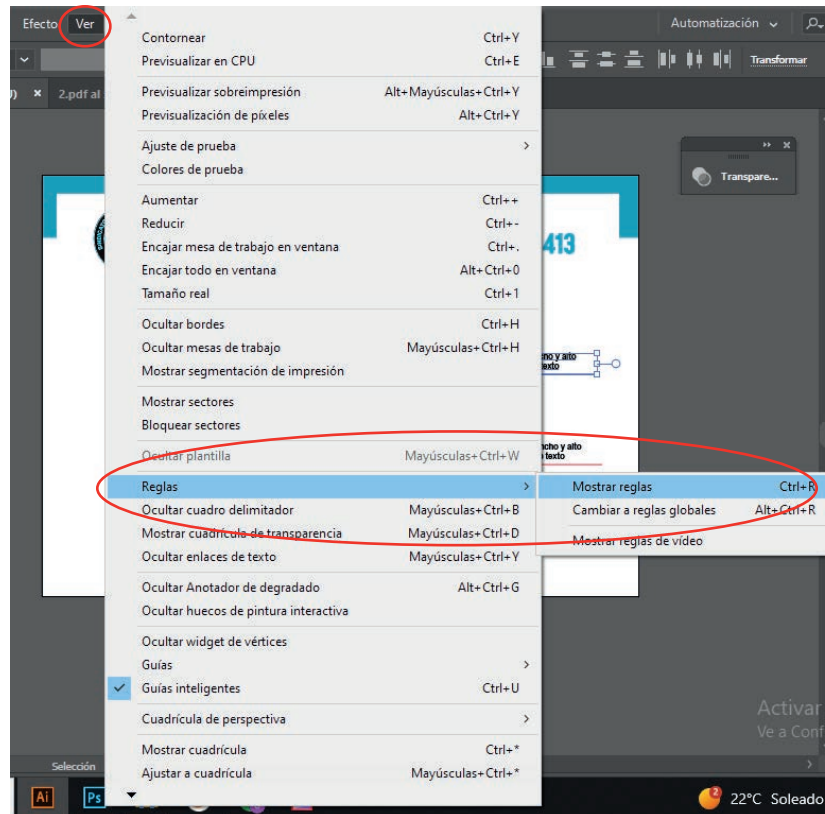 Efecto Ver
Automatización
Transformar
2.pdf al
Contornear Ctrl+Y
Previsualizar en CPU Ctrl+E
Previsualizar sobreimpresión Alt+Mayúsculas+Ctrl+Y
Previsualización de píxeles Alt+Ctrl+Y
Ajuste de prueba
Colores de prueba
Transpare...
Aumentar Ctrl++
Reducir Ctrl+-
Encajar mesa de trabajo en ventana Ctrl+.
413
Encajar todo en ventana Alt+Ctrl+0
Tamaño real Ctrl+1
Ocultar bordes Ctrl+H
Ocultar mesas de trabajo Mayúsculas+Ctrl+H
Mostrar segmentación de impresión
Mostrar sectores
Bloquear sectores
Ocultar plantilla Mayúsculas+Ctrl+W
ncho y alto
texto
Reglas
Mostrar reglas Ctrl+R
Ocultar cuadro delimitador Mayúsculas+Ctrl+B
Cambiar a reglas globales Alt+Ctrl+R
Mostrar cuadrícula de transparencia Mayúsculas+Ctrl+D
Mostrar reglas de vídeo
Ocultar enlaces de texto Mayúsculas+Ctrl+Y
Ocultar Anotador de degradado Alt+Ctrl+G
Ocultar huecos de pintura interactiva
Ocultar widget de vértices
Guías
Guías inteligentes Ctrl+U
Cuadrícula de perspectiva
Activar
Ve a Conf
Mostrar cuadrícula Ctrl+*
Selección
Ajustar a cuadrícula Mayúsculas+Ctrl+*
Ai Ps
2
22°C Soleado